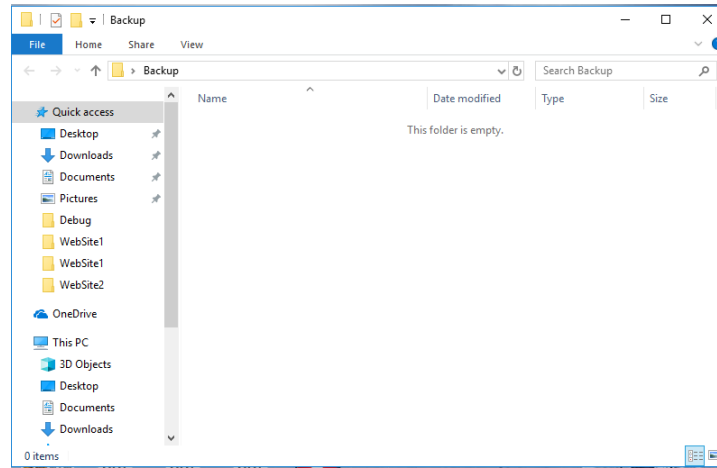 Backup
File Home Share View
Backup Search Backup
Name Date modified Type Size
This folder is empty.
Quick access
Desktop
Downloads
Documents
Pictures
Debug
WebSite1
WebSite1
WebSite2
OneDrive
This PC
3D Objects
Desktop
Documents
Downloads
0 items